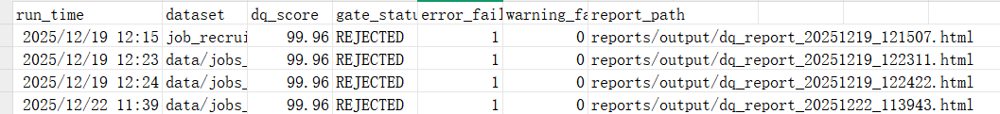 run_time dataset dq_score gate_statu error_fail warning_fa report_path
2025/12/19 12:15 job_recrui 99.96 REJECTED 1 0 reports/output/dq_report_20251219_121507.html
2025/12/19 12:23 data/jobs_ 99.96 REJECTED 1 0 reports/output/dq_report_20251219_122311.html
2025/12/19 12:24 data/jobs_ 99.96 REJECTED 1 0 reports/output/dq_report_20251219_122422.html
2025/12/22 11:39 data/jobs_ 99.96 REJECTED 1 0 reports/output/dq_report_20251222_113943.html